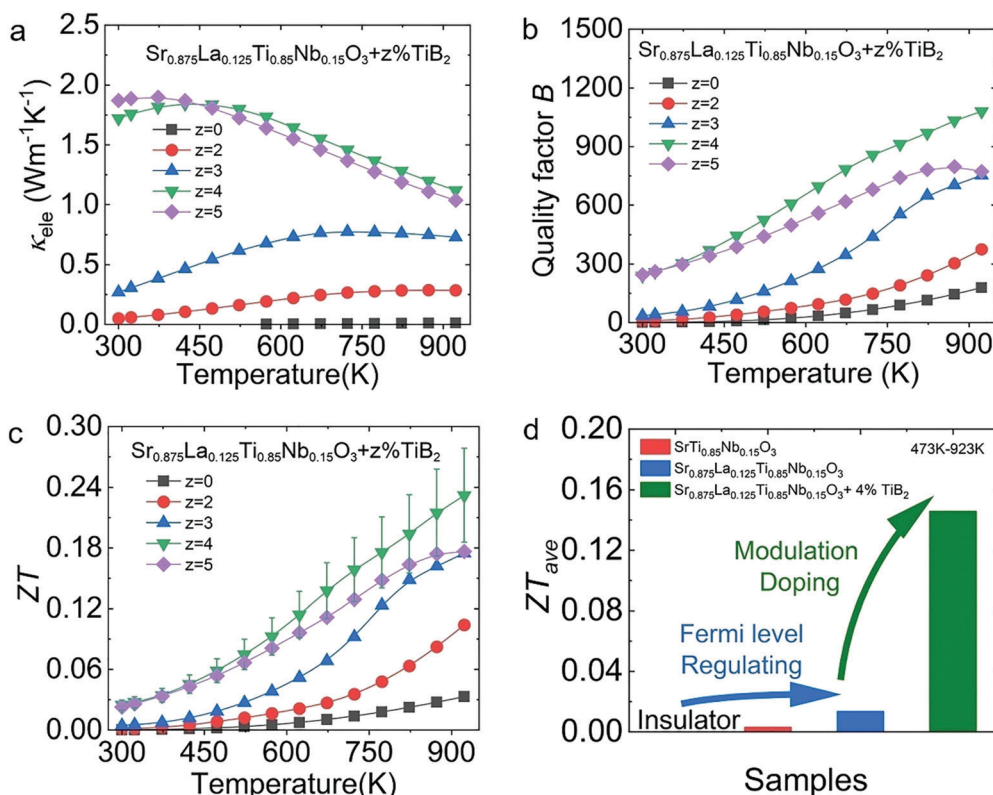 a
Sr0.875La0.125Ti0.85Nb0.15O3+z%TiB2
z=0
z=2
z=3
z=4
z=5
κele (Wm-1K-1)
2.5
2.0
1.5
1.0
0.5
0.0
300 450 600 750 900
Temperature(K)
b
Sr0.875La0.125Ti0.85Nb0.15O3+z%TiB2
z=0
z=2
z=3
z=4
z=5
Quality factor B
1500
1200
900
600
300
0
300 450 600 750 900
Temperature (K)
c
Sr0.875La0.125Ti0.85Nb0.15O3+z%TiB2
z=0
z=2
z=3
z=4
z=5
ZT
0.30
0.24
0.18
0.12
0.06
0.00
300 450 600 750 900
Temperature(K)
d
SrTi0.85Nb0.15O3
Sr0.875La0.125Ti0.85Nb0.15O3
Sr0.875La0.125Ti0.85Nb0.15O3+ 4% TiB2
473K-923K
ZTave
0.20
0.16
0.12
0.08
0.04
0.00
Modulation
Doping
Fermi level
Regulating
Insulator
Samples